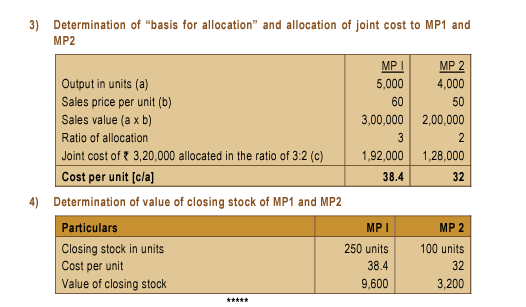 3) Determination of “basis for allocation” and allocation of joint cost to MP1 and
MP2
MP I MP 2
Output in units (a) 5,000 4,000
Sales price per unit (b) 60 50
Sales value (a x b) 3,00,000 2,00,000
Ratio of allocation 3 2
Joint cost of ₹ 3,20,000 allocated in the ratio of 3:2 (c) 1,92,000 1,28,000
Cost per unit [c/a] 38.4 32
4) Determination of value of closing stock of MP1 and MP2
Particulars MP I MP 2
Closing stock in units 250 units 100 units
Cost per unit 38.4 32
Value of closing stock 9,600 3,200
*****